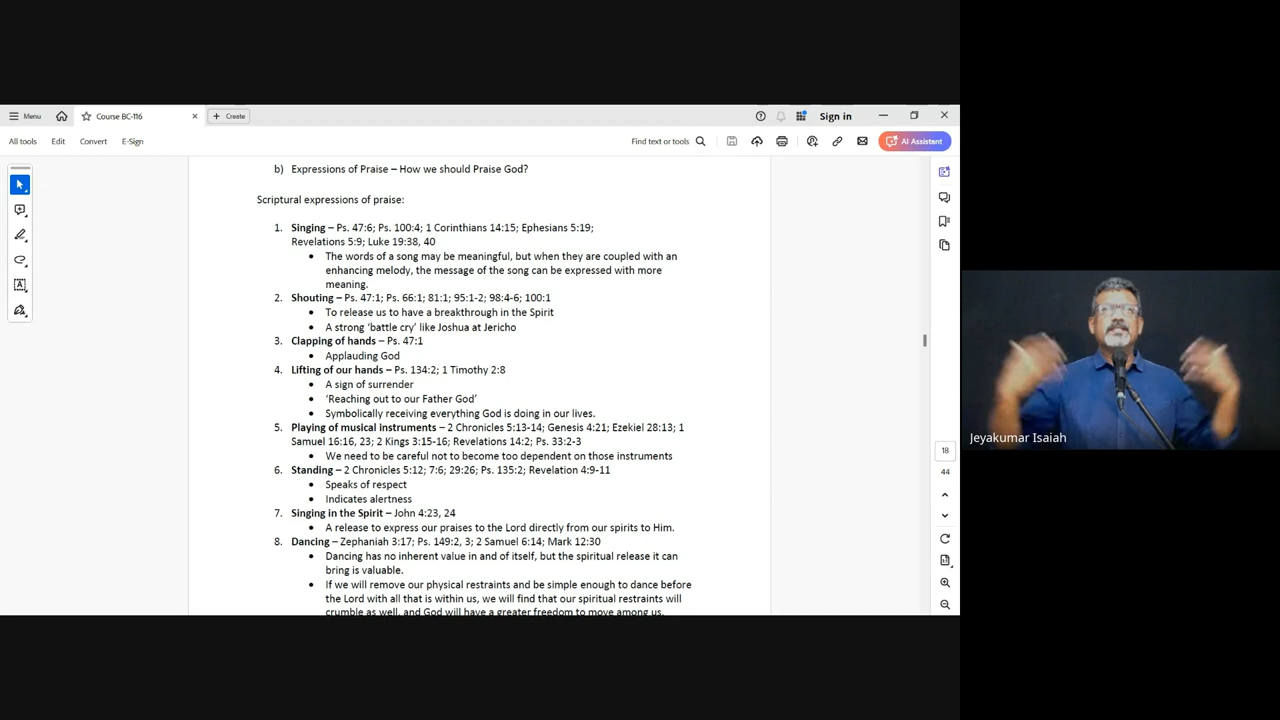 Menu
Course BC-116
Create
Sign in
All tools
Edit
Convert
E-Sign
Find text or tools
AI Assistant
b) Expressions of Praise – How we should Praise God?
Scriptural expressions of praise:
1. Singing – Ps. 47:6; Ps. 100:4; 1 Corinthians 14:15; Ephesians 5:19;
Revelations 5:9; Luke 19:38, 40
• The words of a song may be meaningful, but when they are coupled with an
enhancing melody, the message of the song can be expressed with more
meaning.
2. Shouting – Ps. 47:1; Ps. 66:1; 81:1; 95:1-2; 98:4-6; 100:1
• To release us to have a breakthrough in the Spirit
• A strong ‘battle cry’ like Joshua at Jericho
3. Clapping of hands – Ps. 47:1
• Applauding God
4. Lifting of our hands – Ps. 134:2; 1 Timothy 2:8
• A sign of surrender
• ‘Reaching out to our Father God’
• Symbolically receiving everything God is doing in our lives.
5. Playing of musical instruments – 2 Chronicles 5:13-14; Genesis 4:21; Ezekiel 28:13; 1
Samuel 16:16, 23; 2 Kings 3:15-16; Revelations 14:2; Ps. 33:2-3
• We need to be careful not to become too dependent on those instruments
6. Standing – 2 Chronicles 5:12; 7:6; 29:26; Ps. 135:2; Revelation 4:9-11
• Speaks of respect
• Indicates alertness
7. Singing in the Spirit – John 4:23, 24
• A release to express our praises to the Lord directly from our spirits to Him.
8. Dancing – Zephaniah 3:17; Ps. 149:2, 3; 2 Samuel 6:14; Mark 12:30
• Dancing has no inherent value in and of itself, but the spiritual release it can
bring is valuable.
• If we will remove our physical restraints and be simple enough to dance before
the Lord with all that is within us, we will find that our spiritual restraints will
crumble as well, and God will have a greater freedom to move among us.
18
44
Jeyakumar Isaiah